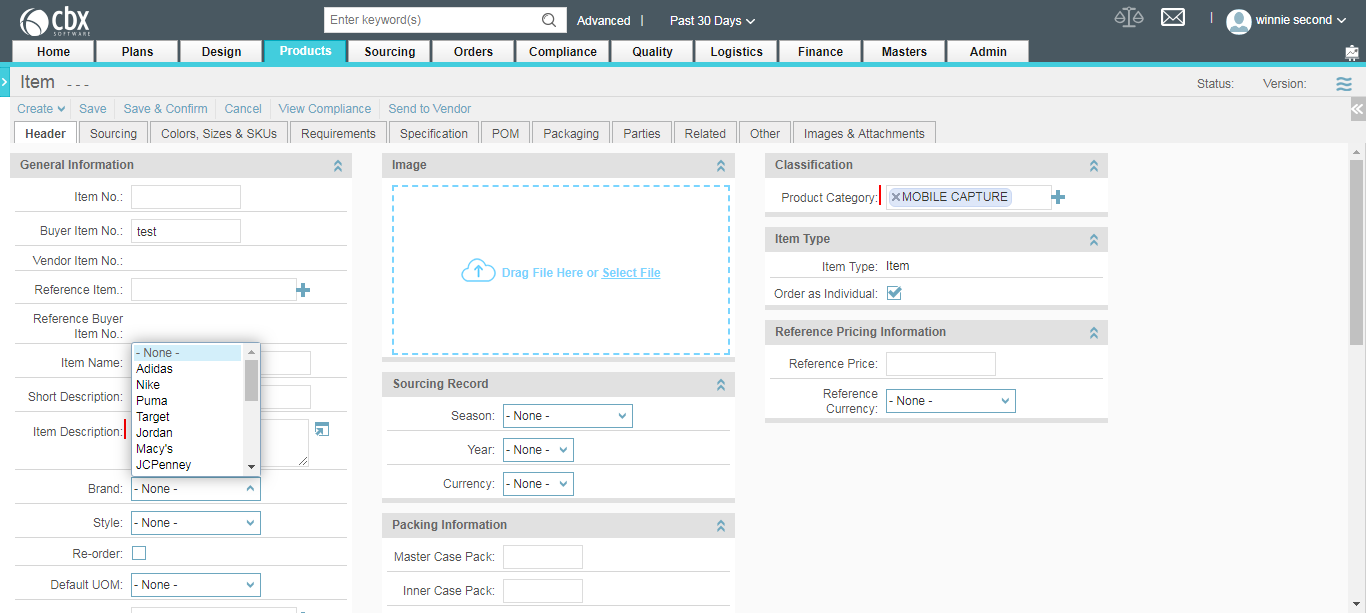 cbx
SOFTWARE
Enter keyword(s)
Advanced | Past 30 Days
winnie second
Home Plans Design Products Sourcing Orders Compliance Quality Logistics Finance Masters Admin
Item - - -
Status: Version:
Create Save Save & Confirm Cancel View Compliance Send to Vendor
Header Sourcing Colors, Sizes & SKUs Requirements Specification POM Packaging Parties Related Other Images & Attachments
General Information
Item No.:
Buyer Item No.: test
Vendor Item No.:
Reference Item.:
Reference Buyer
Item No.:
Item Name:
Short Description:
Item Description:
- None -
Adidas
Nike
Puma
Target
Jordan
Macy's
JCPenney
Brand: - None -
Style: - None -
Re-order:
Default UOM: - None -
Image
Drag File Here or Select File
Sourcing Record
Season: - None -
Year: - None -
Currency: - None -
Packing Information
Master Case Pack:
Inner Case Pack:
Classification
Product Category: MOBILE CAPTURE
Item Type
Item Type: Item
Order as Individual:
Reference Pricing Information
Reference Price:
Reference
Currency: - None -